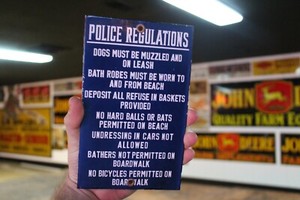 POLICE REGULATIONS
DOGS MUST BE MUZZLED AND
ON LEASH
BATH ROBES MUST BE WORN TO
AND FROM BEACH
DEPOSIT ALL REFUSE IN BASKETS
PROVIDED
NO HARD BALLS OR BATS
PERMITTED ON BEACH
UNDRESSING IN CARS NOT
ALLOWED
BATHERS NOT PERMITTED ON
BOARDWALK
NO BICYCLES PERMITTED ON
BOARDWALK
JOHN DEERE
QUALITY FARM
DEERE